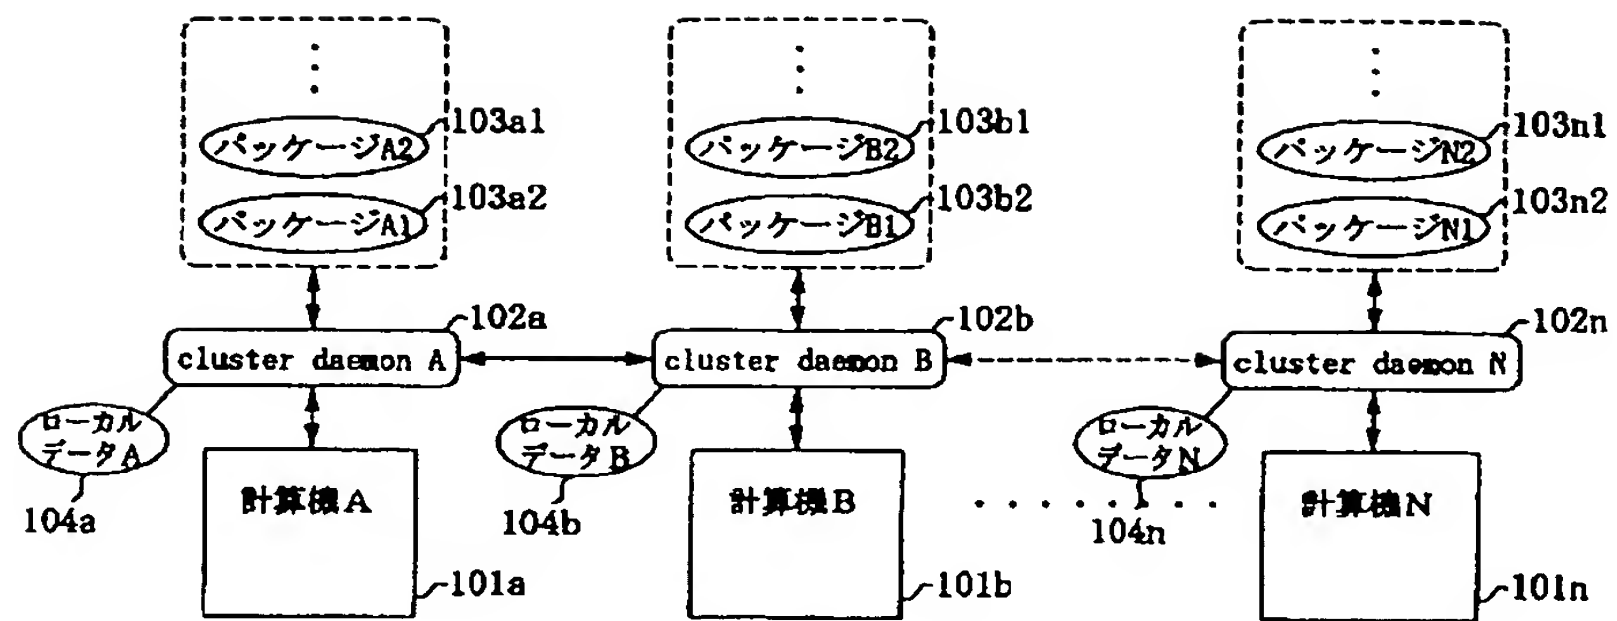 パッケージA2 103a1 パッケージB2 103b1 パッケージN2 103n1
パッケージA1 103a2 パッケージB1 103b2 パッケージN1 103n2
102a 102b 102n
cluster daemon A cluster daemon B cluster daemon N
ローカル ローカル ローカル
データA データB データN
計算機A 計算機B 計算機N
104a 104b 104n
101a 101b 101n